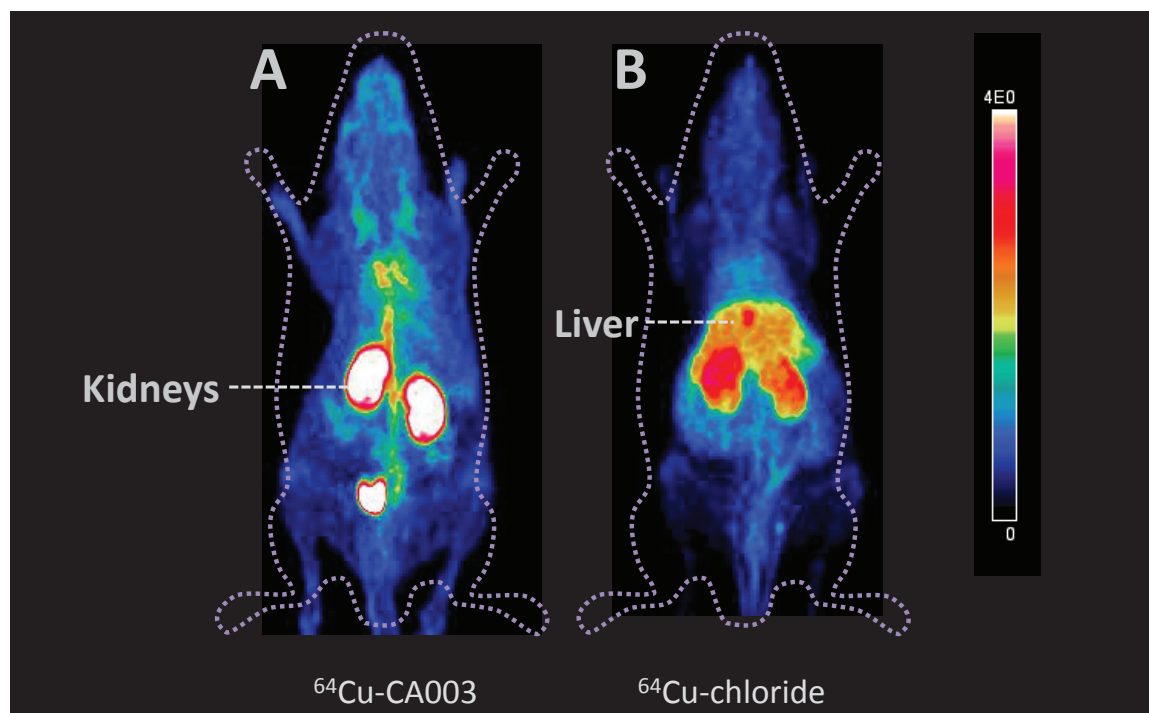 A
B
4E0
Liver
Kidneys
0
⁶⁴Cu-CA003
⁶⁴Cu-chloride